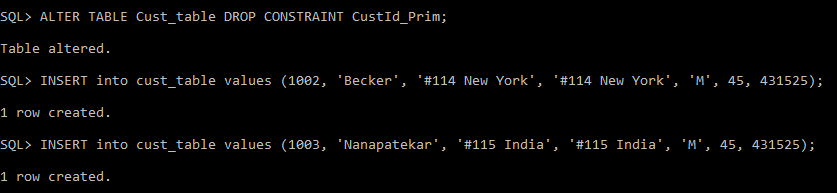 SQL> ALTER TABLE Cust_table DROP CONSTRAINT CustId_Prim;
Table altered.
SQL> INSERT into cust_table values (1002, 'Becker', '#114 New York', '#114 New York', 'M', 45, 431525);
1 row created.
SQL> INSERT into cust_table values (1003, 'Nanapatekar', '#115 India', '#115 India', 'M', 45, 431525);
1 row created.